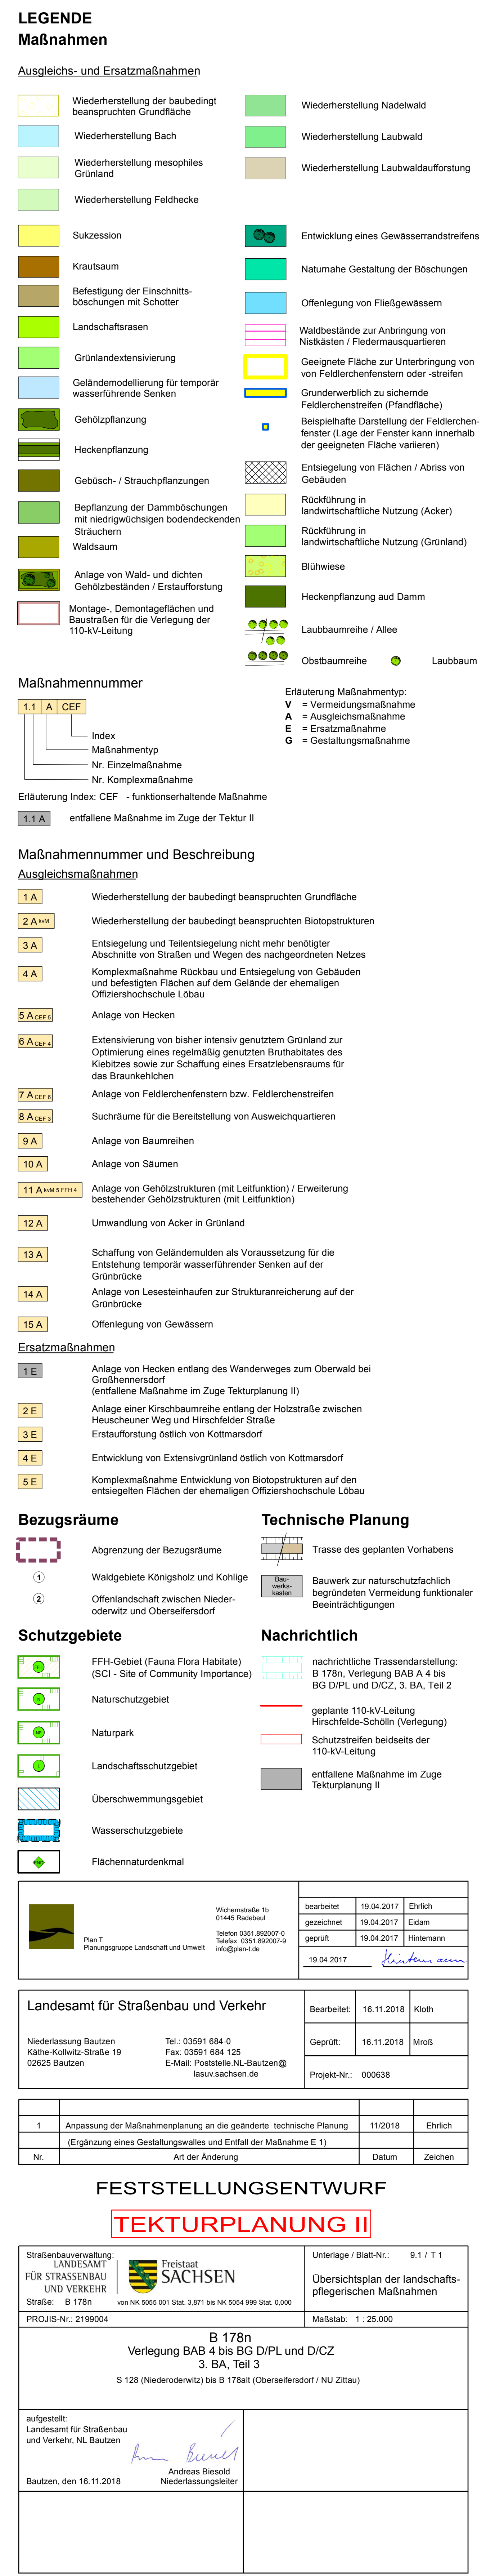 LEGENDE
Maßnahmen
Ausgleichs- und Ersatzmaßnahmen
Wiederherstellung der baubedingt
beanspruchten Grundfläche
Wiederherstellung Bach
Wiederherstellung mesophiles
Grünland
Wiederherstellung Feldhecke
Wiederherstellung Nadelwald
Wiederherstellung Laubwald
Wiederherstellung Laubwaldaufforstung
Sukzession
Krautsaum
Befestigung der Einschnitts-
böschungen mit Schotter
Landschaftsrasen
Grünlandextensivierung
Geländemodellierung für temporär
wasserführende Senken
Gehölzpflanzung
Heckenpflanzung
Gebüsch- / Strauchpflanzungen
Bepflanzung der Dammböschungen
mit niedrigwüchsigen bodendeckenden
Sträuchern
Waldsaum
Anlage von Wald- und dichten
Gehölzbeständen / Erstaufforstung
Montage-, Demontageflächen und
Baustraßen für die Verlegung der
110-kV-Leitung
Entwicklung eines Gewässerrandstreifens
Naturnahe Gestaltung der Böschungen
Offenlegung von Fließgewässern
Waldbestände zur Anbringung von
Nistkästen / Fledermausquartieren
Geeignete Fläche zur Unterbringung von
von Feldlerchenfenstern oder -streifen
Grunderwerblich zu sichernde
Feldlerchenstreifen (Pfandfläche)
Beispielhafte Darstellung der Feldlerchen-
fenster (Lage der Fenster kann innerhalb
der geeigneten Fläche variieren)
Entsiegelung von Flächen / Abriss von
Gebäuden
Rückführung in
landwirtschaftliche Nutzung (Acker)
Rückführung in
landwirtschaftliche Nutzung (Grünland)
Blühwiese
Heckenpflanzung aud Damm
Laubbaumreihe / Allee
Obstbaumreihe
Laubbaum
Maßnahmennummer
1.1 A CEF
Index
Maßnahmentyp
Nr. Einzelmaßnahme
Nr. Komplexmaßnahme
Erläuterung Maßnahmentyp:
V = Vermeidungsmaßnahme
A = Ausgleichsmaßnahme
E = Ersatzmaßnahme
G = Gestaltungsmaßnahme
Erläuterung Index: CEF - funktionserhaltende Maßnahme
1.1 A entfallene Maßnahme im Zuge der Tektur II
Maßnahmennummer und Beschreibung
Ausgleichsmaßnahmen
1 A Wiederherstellung der baubedingt beanspruchten Grundfläche
2 A kvM Wiederherstellung der baubedingt beanspruchten Biotopstrukturen
3 A Entsiegelung und Teilentsiegelung nicht mehr benötigter
Abschnitte von Straßen und Wegen des nachgeordneten Netzes
4 A Komplexmaßnahme Rückbau und Entsiegelung von Gebäuden
und befestigten Flächen auf dem Gelände der ehemaligen
Offiziershochschule Löbau
5 A CEF 5 Anlage von Hecken
6 A CEF 4 Extensivierung von bisher intensiv genutztem Grünland zur
Optimierung eines regelmäßig genutzten Bruthabitates des
Kiebitzes sowie zur Schaffung eines Ersatzlebensraums für
das Braunkehlchen
7 A CEF 6 Anlage von Feldlerchenfenstern bzw. Feldlerchenstreifen
8 A CEF 3 Suchräume für die Bereitstellung von Ausweichquartieren
9 A Anlage von Baumreihen
10 A Anlage von Säumen
11 A kvM 5 FFH 4 Anlage von Gehölzstrukturen (mit Leitfunktion) / Erweiterung
bestehender Gehölzstrukturen (mit Leitfunktion)
12 A Umwandlung von Acker in Grünland
13 A Schaffung von Geländemulden als Voraussetzung für die
Entstehung temporär wasserführender Senken auf der
Grünbrücke
14 A Anlage von Lesesteinhaufen zur Strukturanreicherung auf der
Grünbrücke
15 A Offenlegung von Gewässern
Ersatzmaßnahmen
1 E Anlage von Hecken entlang des Wanderweges zum Oberwald bei
Großhennersdorf
(entfallene Maßnahme im Zuge Tekturplanung II)
2 E Anlage einer Kirschbaumreihe entlang der Holzstraße zwischen
Heuscheuner Weg und Hirschfelder Straße
3 E Erstaufforstung östlich von Kottmarsdorf
4 E Entwicklung von Extensivgrünland östlich von Kottmarsdorf
5 E Komplexmaßnahme Entwicklung von Biotopstrukturen auf den
entsiegelten Flächen der ehemaligen Offiziershochschule Löbau
Bezugsräume
Abgrenzung der Bezugsräume
1 Waldgebiete Königsholz und Kohlige
2 Offenlandschaft zwischen Nieder-
oderwitz und Oberseifersdorf
Technische Planung
Trasse des geplanten Vorhabens
Bau-
werks-
kasten
Bauwerk zur naturschutzfachlich
begründeten Vermeidung funktionaler
Beeinträchtigungen
Schutzgebiete
FFH
FFH-Gebiet (Fauna Flora Habitate)
(SCI - Site of Community Importance)
N Naturschutzgebiet
NP Naturpark
L Landschaftsschutzgebiet
Überschwemmungsgebiet
Wasserschutzgebiete
FND Flächennaturdenkmal
Nachrichtlich
nachrichtliche Trassendarstellung:
B 178n, Verlegung BAB A 4 bis
BG D/PL und D/CZ, 3. BA, Teil 2
geplante 110-kV-Leitung
Hirschfelde-Schölln (Verlegung)
Schutzstreifen beidseits der
110-kV-Leitung
entfallene Maßnahme im Zuge
Tekturplanung II
Plan T
Planungsgruppe Landschaft und Umwelt
Wichernstraße 1b
01445 Radebeul
Telefon 0351.892007-0
Telefax 0351.892007-9
info@plan-t.de
bearbeitet 19.04.2017 Ehrlich
gezeichnet 19.04.2017 Eidam
geprüft 19.04.2017 Hintemann
19.04.2017 Hintemann
Landesamt für Straßenbau und Verkehr
Niederlassung Bautzen
Käthe-Kollwitz-Straße 19
02625 Bautzen
Tel.: 03591 684-0
Fax: 03591 684 125
E-Mail: Poststelle.NL-Bautzen@
lasuv.sachsen.de
Bearbeitet: 16.11.2018 Kloth
Geprüft: 16.11.2018 Mroß
Projekt-Nr.: 000638
1 Anpassung der Maßnahmenplanung an die geänderte technische Planung 11/2018 Ehrlich
(Ergänzung eines Gestaltungswalles und Entfall der Maßnahme E 1)
Nr. Art der Änderung Datum Zeichen
FESTSTELLUNGSENTWURF
TEKTURPLANUNG II
Straßenbauverwaltung:
LANDESAMT
FÜR STRASSENBAU
UND VERKEHR
Freistaat
SACHSEN
Straße: B 178n von NK 5055 001 Stat. 3,871 bis NK 5054 999 Stat. 0,000
Unterlage / Blatt-Nr.: 9.1 / T 1
Übersichtsplan der landschafts-
pflegerischen Maßnahmen
PROJIS-Nr.: 2199004
Maßstab: 1 : 25.000
B 178n
Verlegung BAB 4 bis BG D/PL und D/CZ
3. BA, Teil 3
S 128 (Niederoderwitz) bis B 178alt (Oberseifersdorf / NU Zittau)
aufgestellt:
Landesamt für Straßenbau
und Verkehr, NL Bautzen
Andreas Biesold
Bautzen, den 16.11.2018 Niederlassungsleiter